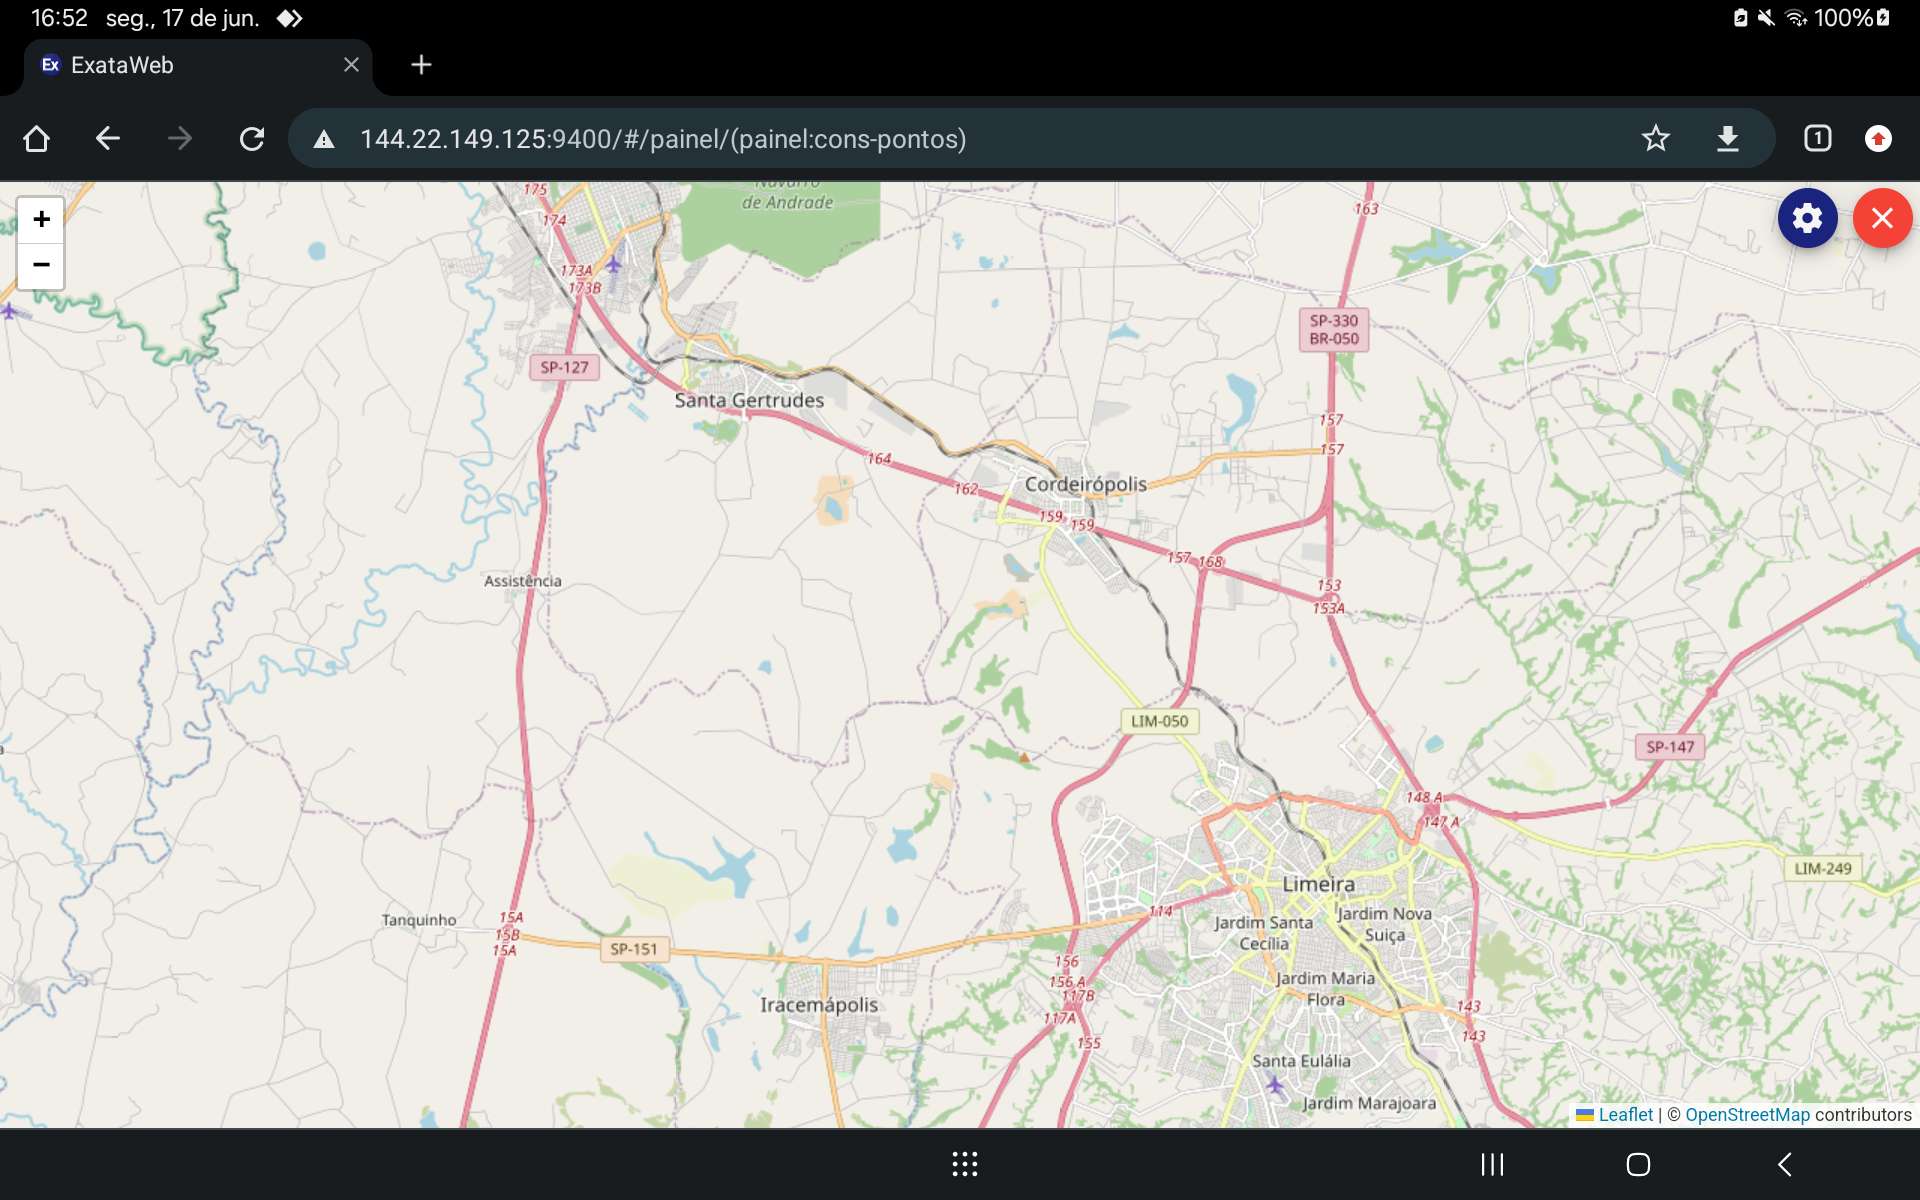 16:52 seg., 17 de jun. 100%
Ex ExataWeb
144.22.149.125:9400/#/painel/(painel:cons-pontos) 1
+
−
Navarro
de Andrade
175
174
163
173A
173B
SP-330
BR-050
SP-127
Santa Gertrudes
157
157
164
162
Cordeirópolis
159
159
157
168
Assistência
153
153A
LIM-050
SP-147
148 A
147 A
LIM-249
Limeira
114
Jardim Santa
Cecília
Jardim Nova
Suiça
Tanquinho
15A
15B
15A
SP-151
156
156 A
117B
117A
155
Jardim Maria
Flora
Iracemápolis
143
143
Santa Eulália
Jardim Marajoara
Leaflet | © OpenStreetMap contributors